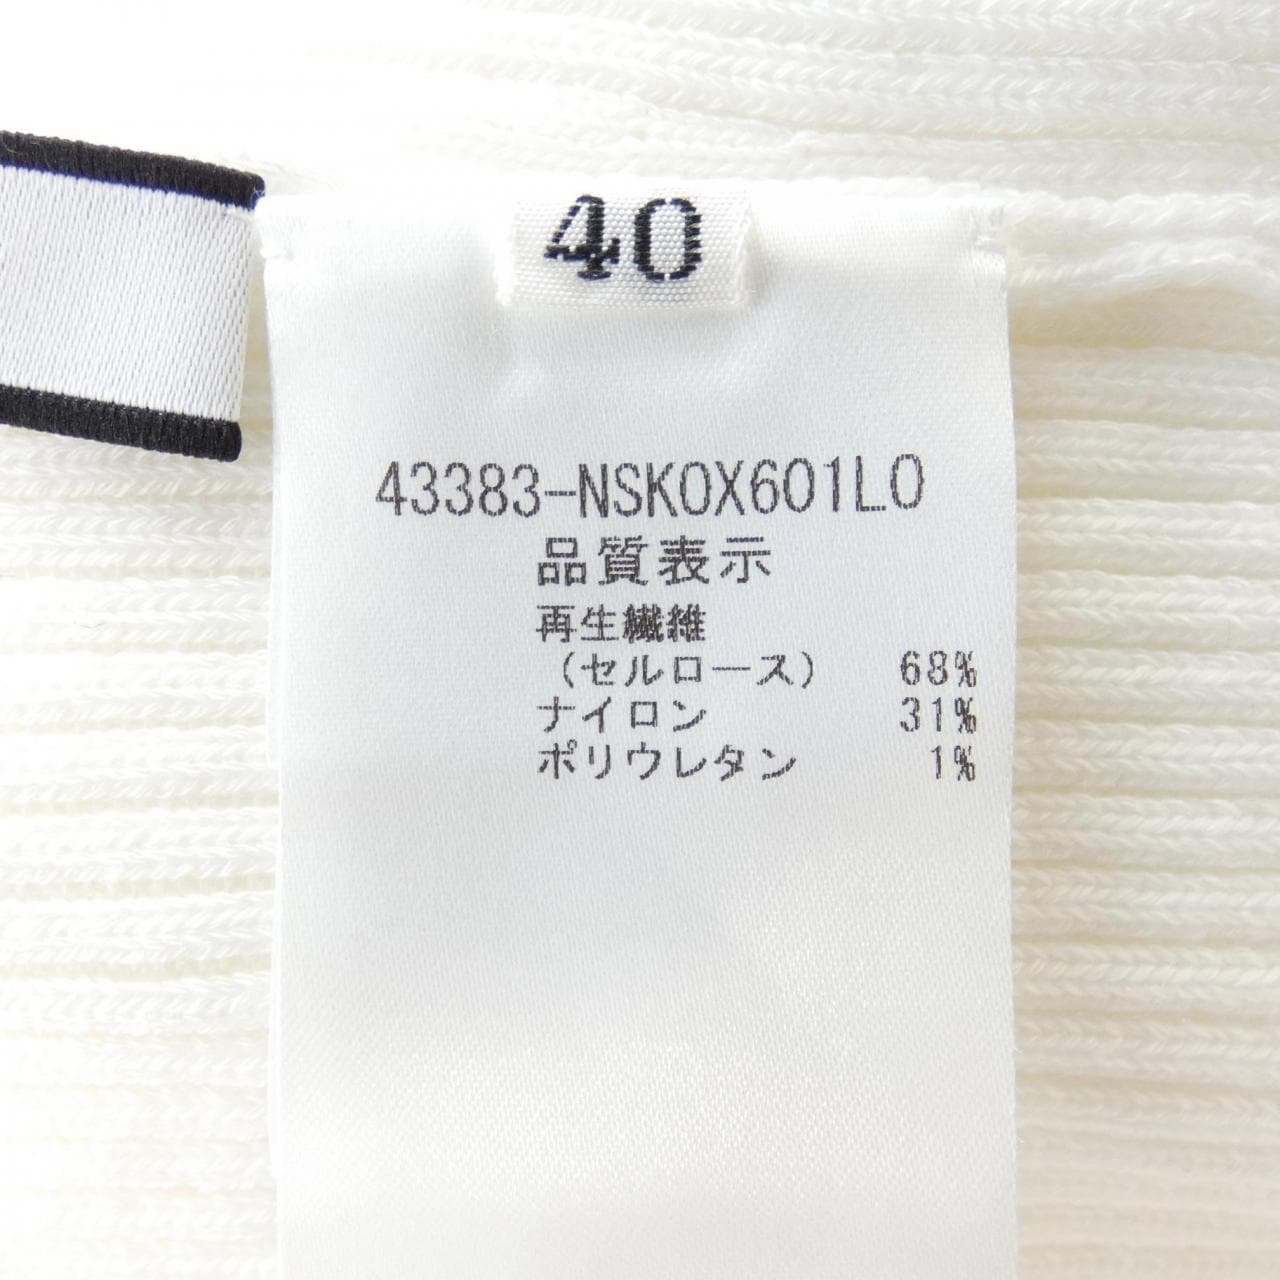 40
43383-NSK0X601L0
品質表示
再生繊維
（セルロース） 68%
ナイロン 31%
ポリウレタン 1%